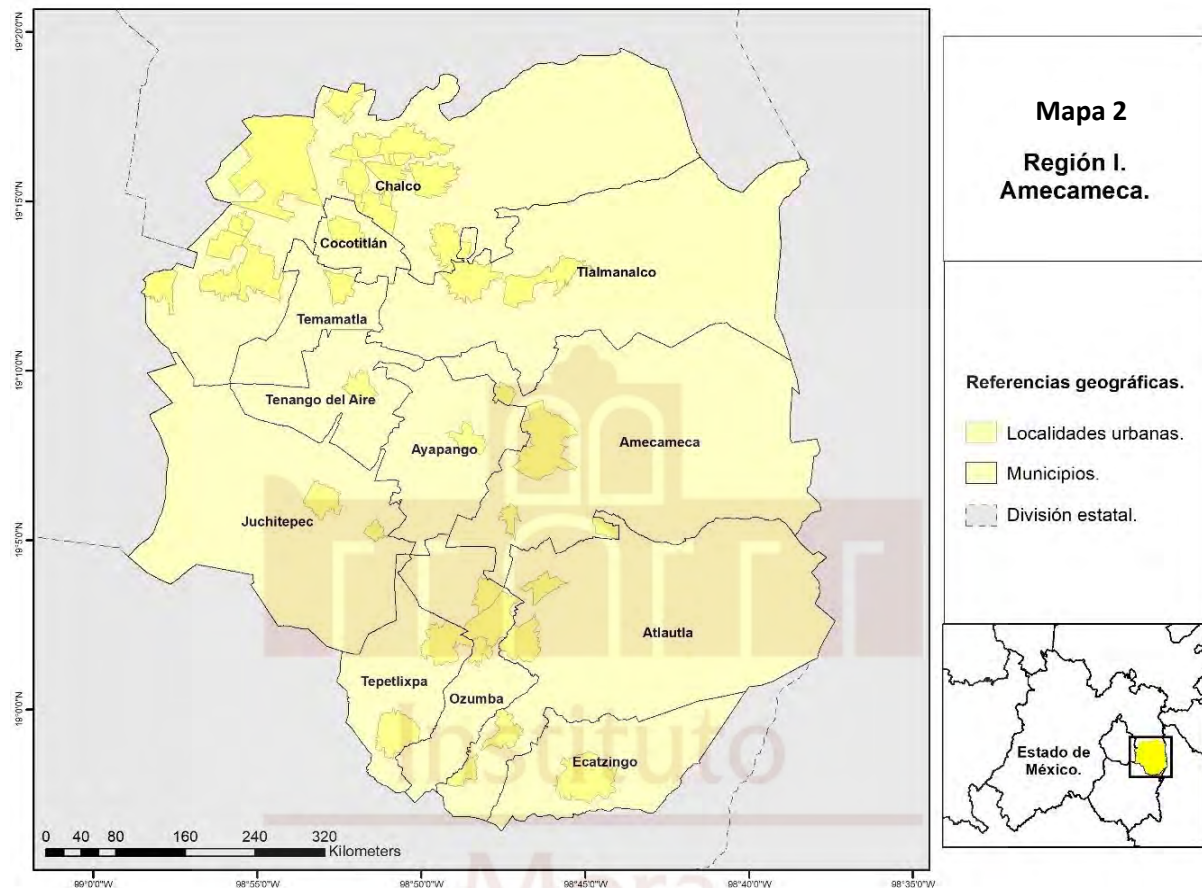 Mapa 2
Región I.
Amecameca.
Referencias geográficas.
Localidades urbanas.
Municipios.
División estatal.
Estado de
México.
19°20'0"N
19°15'0"N
19°10'0"N
19°5'0"N
19°0'0"N
Chalco
Cocotitlán
Tlalmanalco
Temamatla
Tenango del Aire
Ayapango
Amecameca
Juchitepec
Atlautla
Tepetlixpa
Ozumba
Ecatzingo
Instituto
Mora
0 40 80 160 240 320
Kilometers
99°0'0"W 98°55'0"W 98°50'0"W 98°45'0"W 98°40'0"W 98°35'0"W